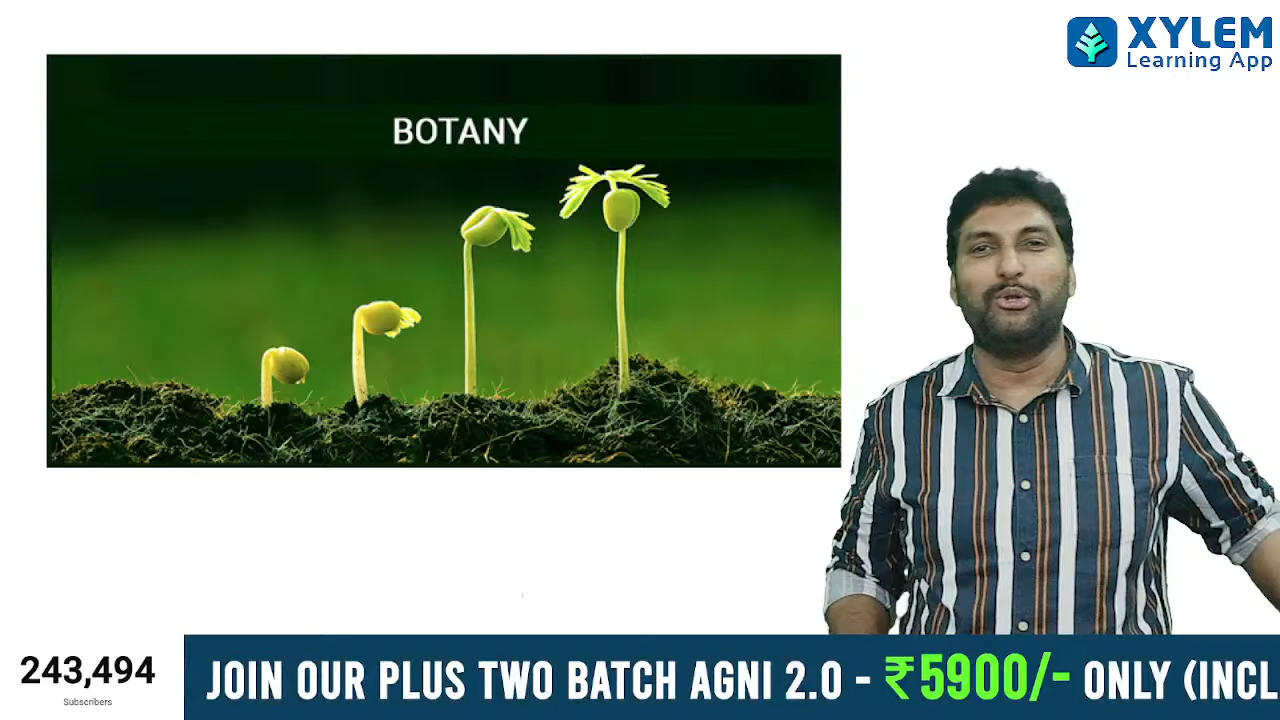 XYLEM
Learning App
BOTANY
243,494
Subscribers
JOIN OUR PLUS TWO BATCH AGNI 2.0 - ₹5900/- ONLY (INCL